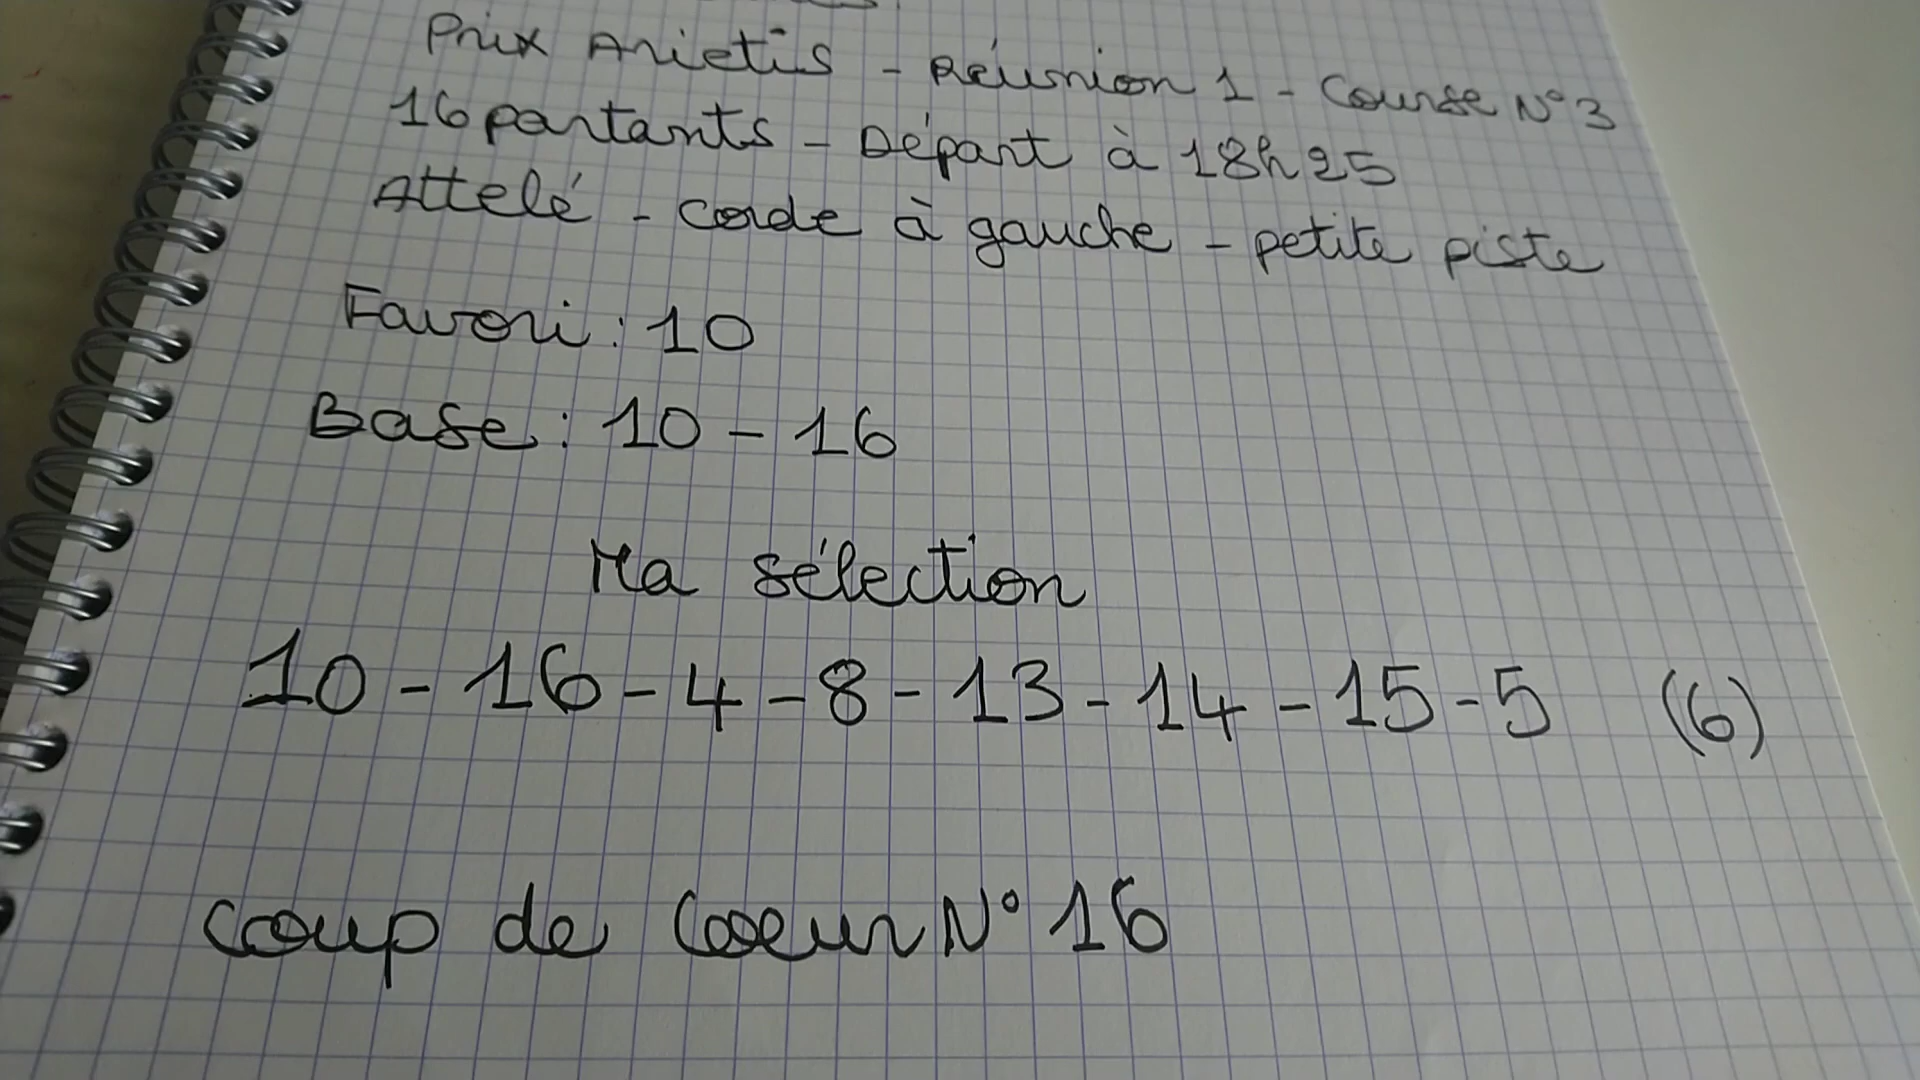 Prix Arietis - Réunion 1 - Course N°3
16 partants - Départ à 18h25
Attelé - corde à gauche - petite piste
Favori : 10
Base : 10 - 16
Ma sélection
10 - 16 - 4 - 8 - 13 - 14 - 15 - 5 (6)
coup de coeur N° 16